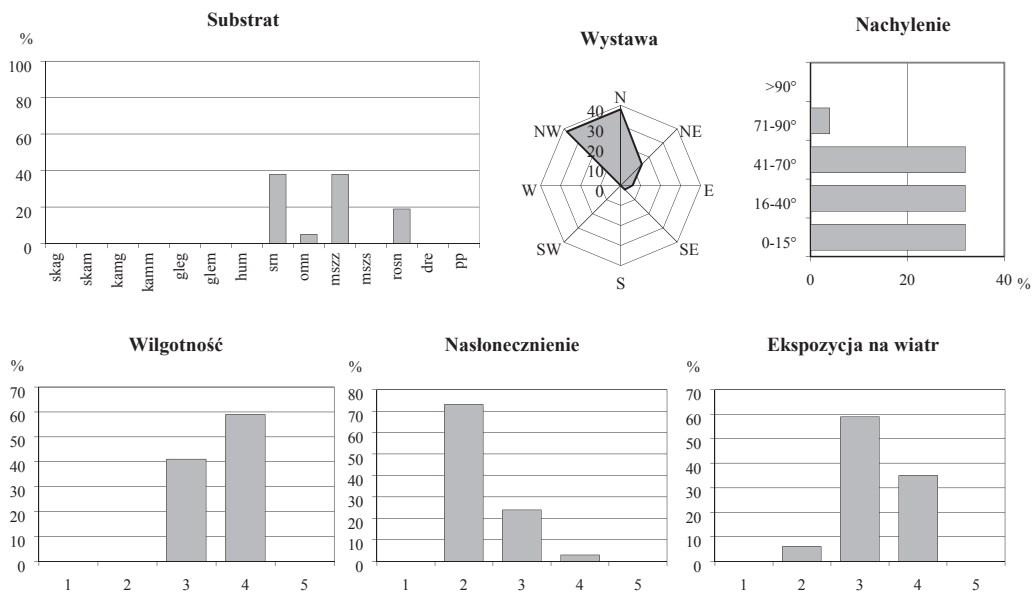 Substrat
%
100
80
60
40
20
0
skag
skam
kamg
kamm
gleg
glem
hum
srn
omn
mszz
mszs
rosn
dre
pp
Wystawa
N
NE
E
SE
S
SW
W
NW
40
30
20
10
0
Nachylenie
>90°
71-90°
41-70°
16-40°
0-15°
0 20 40 %
Wilgotność
%
70
60
50
40
30
20
10
0
1 2 3 4 5
Nasłonecznienie
%
80
70
60
50
40
30
20
10
0
1 2 3 4 5
Ekspozycja na wiatr
%
70
60
50
40
30
20
10
0
1 2 3 4 5